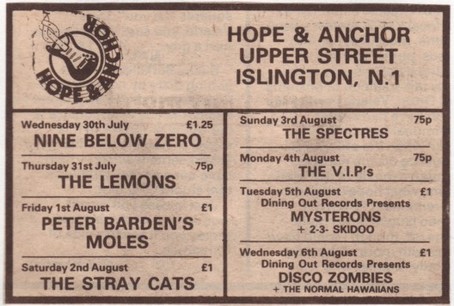 HOPE & ANCHOR
HOPE & ANCHOR
UPPER STREET
ISLINGTON, N.1
Wednesday 30th July £1.25
NINE BELOW ZERO
Thursday 31st July 75p
THE LEMONS
Friday 1st August £1
PETER BARDEN'S
MOLES
Saturday 2nd August £1
THE STRAY CATS
Sunday 3rd August 75p
THE SPECTRES
Monday 4th August 75p
THE V.I.P's
Tuesday 5th August £1
Dining Out Records Presents
MYSTERONS
+ 2-3- SKIDOO
Wednesday 6th August £1
Dining Out Records Presents
DISCO ZOMBIES
+ THE NORMAL HAWAIIANS